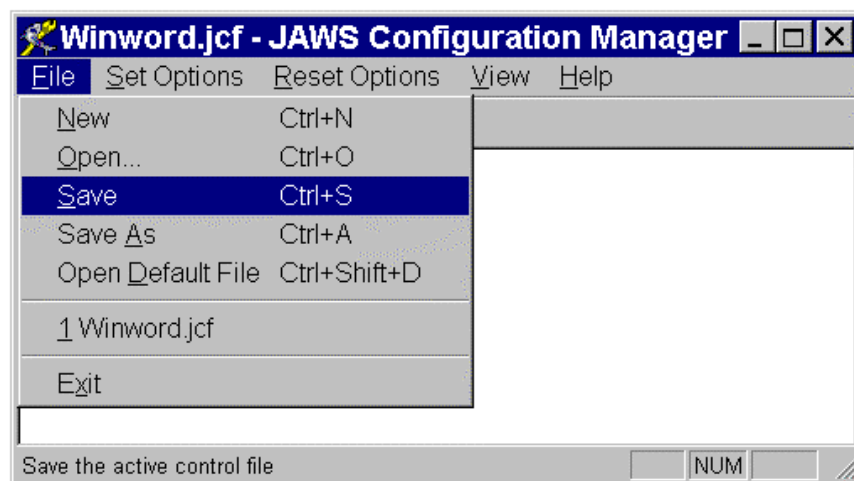 Winword.jcf - JAWS Configuration Manager
File Set Options Reset Options View Help
New Ctrl+N
Open... Ctrl+O
Save Ctrl+S
Save As Ctrl+A
Open Default File Ctrl+Shift+D
1 Winword.jcf
Exit
Save the active control file NUM